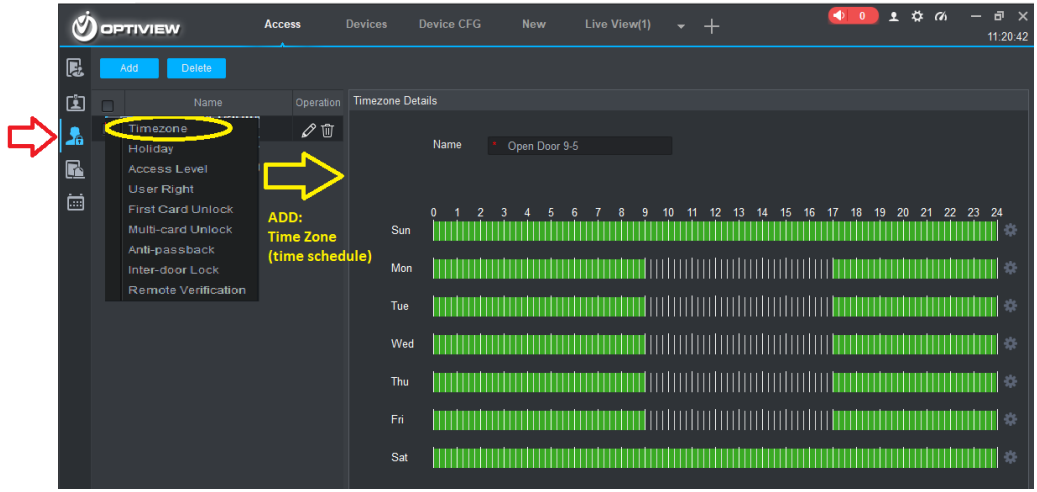 OPTIVIEW
Access
Devices
Device CFG
New
Live View(1)
0
11:20:42
Add
Delete
Name
Operation
Timezone Details
Timezone
Holiday
Access Level
User Right
First Card Unlock
Multi-card Unlock
Anti-passback
Inter-door Lock
Remote Verification
ADD:
Time Zone
(time schedule)
Name * Open Door 9-5
0 1 2 3 4 5 6 7 8 9 10 11 12 13 14 15 16 17 18 19 20 21 22 23 24
Sun
Mon
Tue
Wed
Thu
Fri
Sat